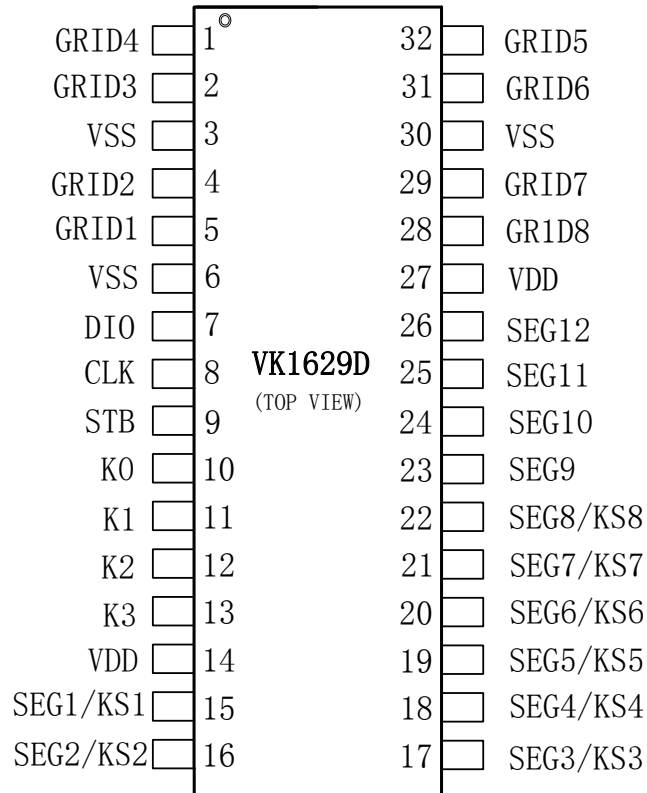 GRID4 1 32 GRID5
GRID3 2 31 GRID6
VSS 3 30 VSS
GRID2 4 29 GRID7
GRID1 5 28 GR1D8
VSS 6 27 VDD
DIO 7 26 SEG12
CLK 8 VK1629D 25 SEG11
(TOP VIEW)
STB 9 24 SEG10
K0 10 23 SEG9
K1 11 22 SEG8/KS8
K2 12 21 SEG7/KS7
K3 13 20 SEG6/KS6
VDD 14 19 SEG5/KS5
SEG1/KS1 15 18 SEG4/KS4
SEG2/KS2 16 17 SEG3/KS3